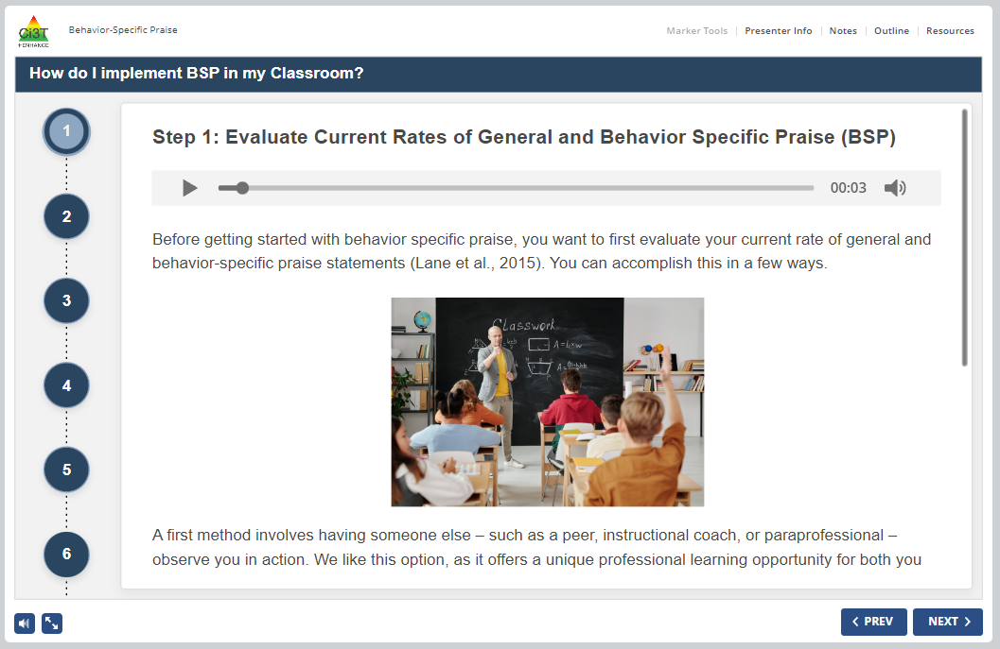 Ci3T
Behavior-Specific Praise
Marker Tools
Presenter Info
Notes
Outline
Resources
How do I implement BSP in my Classroom?
1
2
3
4
5
6
Step 1: Evaluate Current Rates of General and Behavior Specific Praise (BSP)
00:03
Before getting started with behavior specific praise, you want to first evaluate your current rate of general and
behavior-specific praise statements (Lane et al., 2015). You can accomplish this in a few ways.
Classwork
A first method involves having someone else – such as a peer, instructional coach, or paraprofessional –
observe you in action. We like this option, as it offers a unique professional learning opportunity for both you
PREV
NEXT